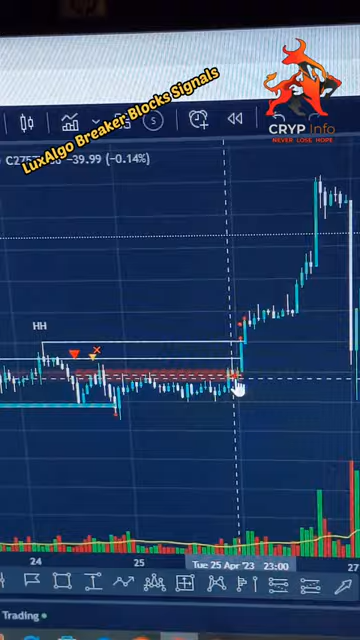 LuxAlgo Breaker Blocks Signals
CRYP Info
NEVER LOSE HOPE
-39.99 (-0.14%)
HH
24
25
Tue 25 Apr '23 23:00
27
Trading